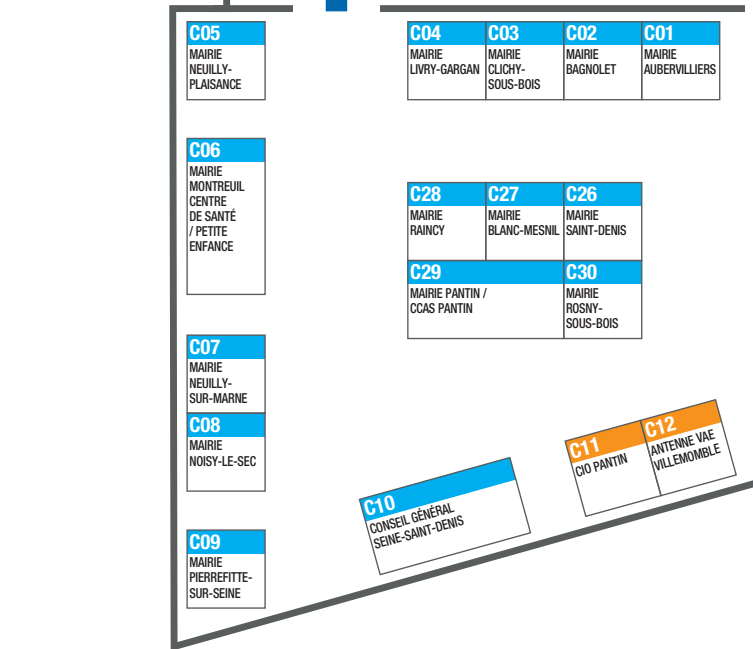 C05
MAIRIE
NEUILLY-
PLAISANCE
C04
MAIRIE
LIVRY-GARGAN
C03
MAIRIE
CLICHY-
SOUS-BOIS
C02
MAIRIE
BAGNOLET
C01
MAIRIE
AUBERVILLIERS
C06
MAIRIE
MONTREUIL
CENTRE
DE SANTÉ
/ PETITE
ENFANCE
C28
MAIRIE
RAINCY
C27
MAIRIE
BLANC-MESNIL
C26
MAIRIE
SAINT-DENIS
C29
MAIRIE PANTIN /
CCAS PANTIN
C30
MAIRIE
ROSNY-
SOUS-BOIS
C07
MAIRIE
NEUILLY-
SUR-MARNE
C08
MAIRIE
NOISY-LE-SEC
C11
CIO PANTIN
C12
ANTENNE VAE
VILLEMOMBLE
C10
CONSEIL GÉNÉRAL
SEINE-SAINT-DENIS
C09
MAIRIE
PIERREFITTE-
SUR-SEINE